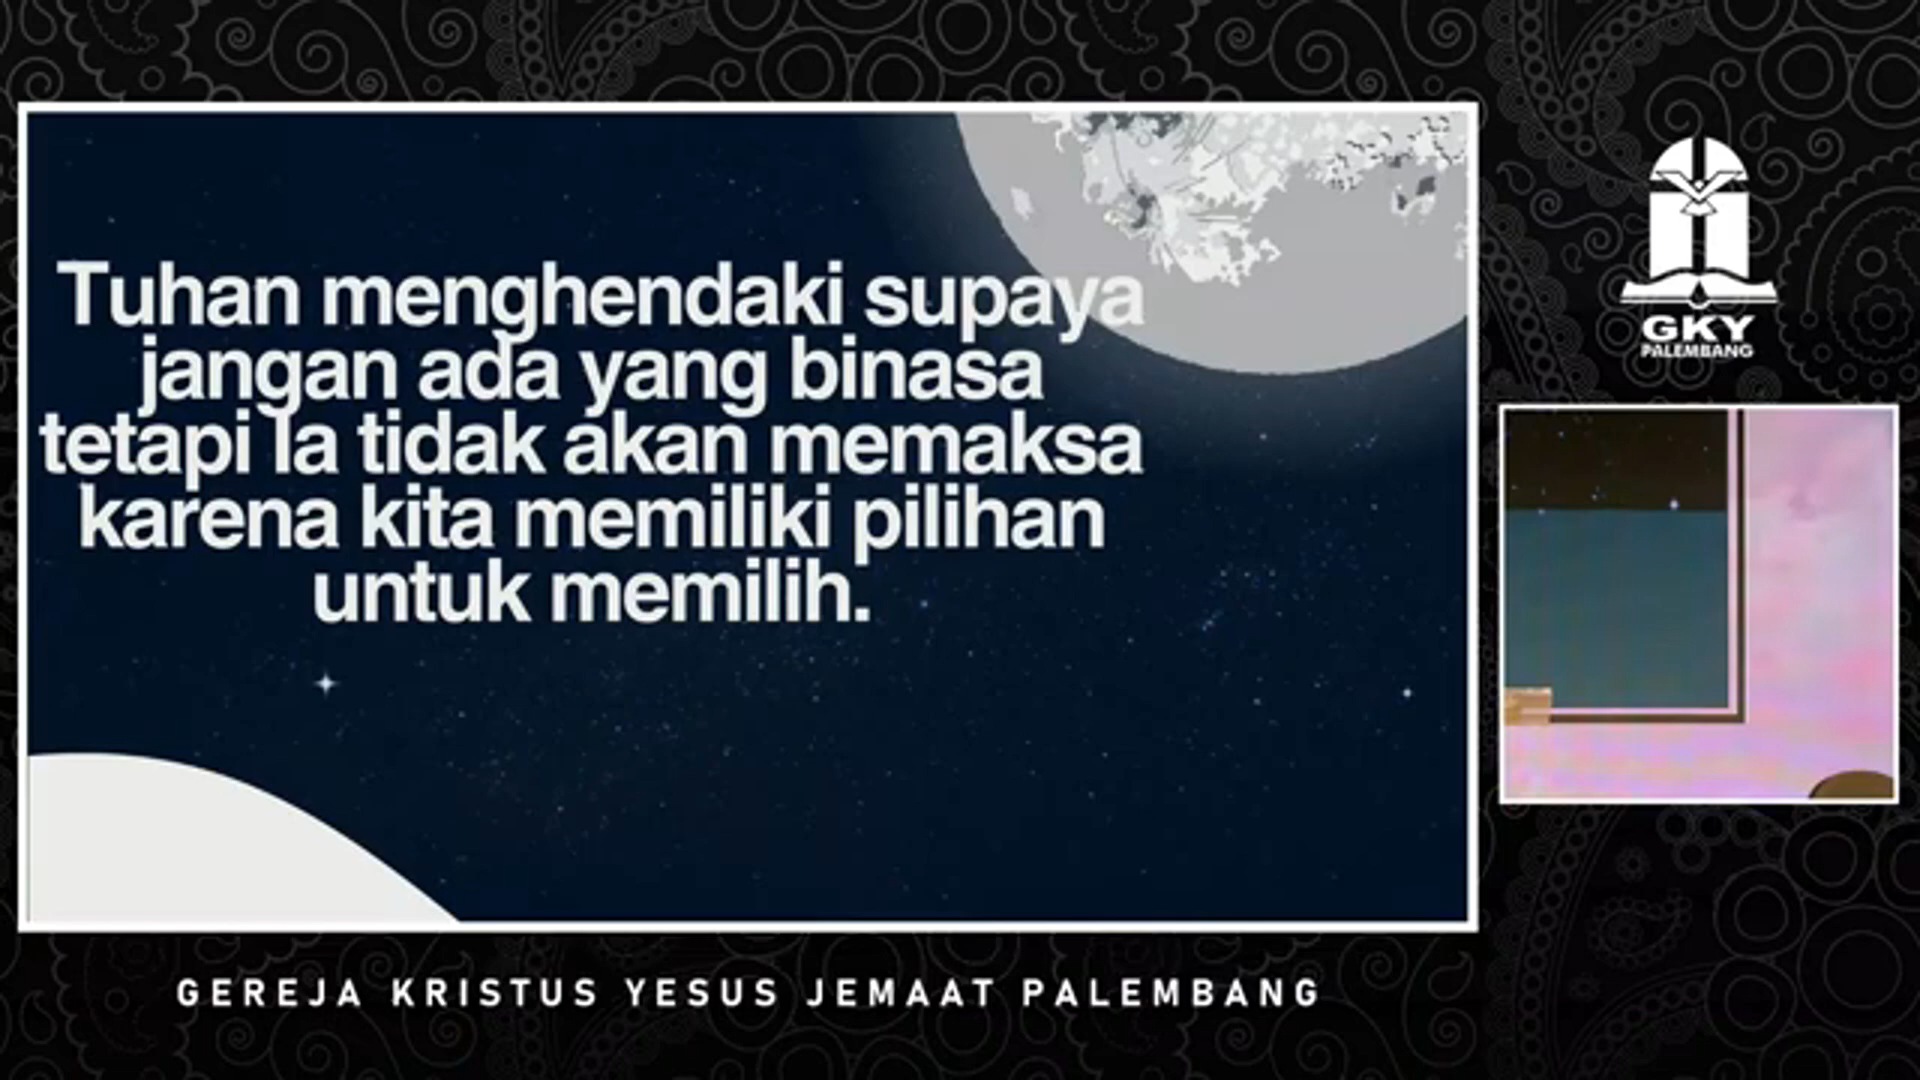 Tuhan menghendaki supaya
jangan ada yang binasa
tetapi Ia tidak akan memaksa
karena kita memiliki pilihan
untuk memilih.
GKY
PALEMBANG
GEREJA KRISTUS YESUS JEMAAT PALEMBANG